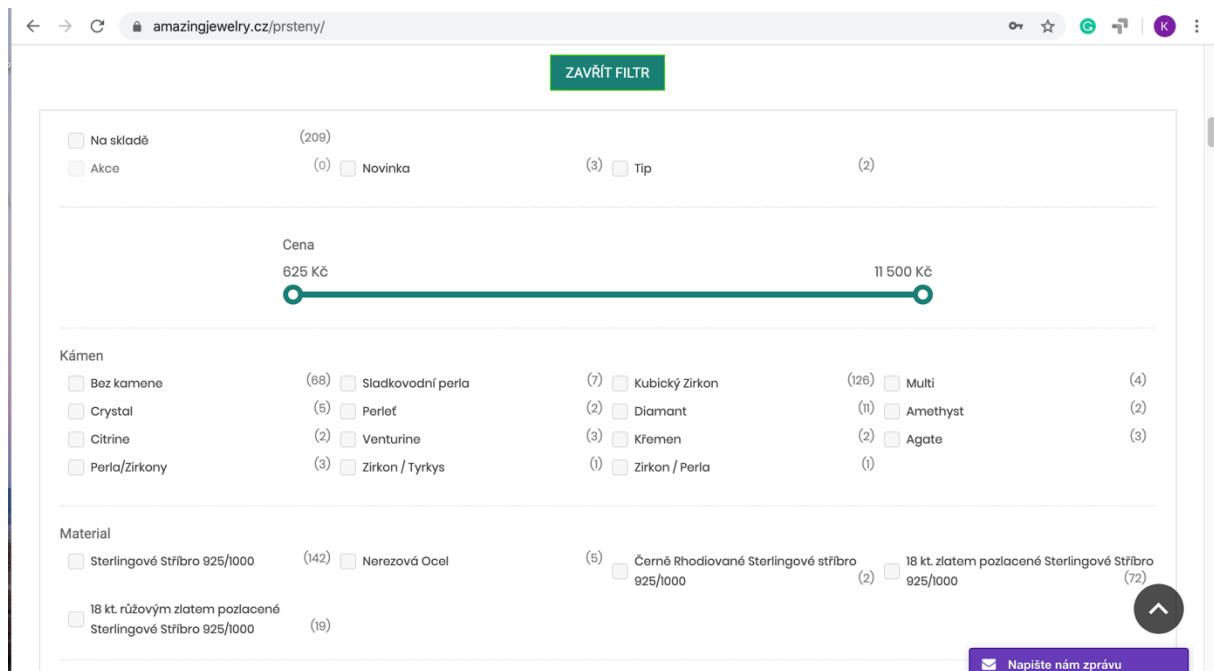 amazingjewelry.cz/prsteny/
K
ZAVŘÍT FILTR
Na skladě (209)
Akce (0) Novinka (3) Tip (2)
Cena
625 Kč 11 500 Kč
Kámen
Bez kamene (68) Sladkovodní perla (7) Kubický Zirkon (126) Multi (4)
Crystal (5) Perleť (2) Diamant (11) Amethyst (2)
Citrine (2) Venturine (3) Křemen (2) Agate (3)
Perla/Zirkony (3) Zirkon / Tyrkys (1) Zirkon / Perla (1)
Material
Sterlingové Stříbro 925/1000 (142) Nerezová Ocel (5) Černě Rhodiované Sterlingové stříbro 18 kt. zlatem pozlacené Sterlingové Stříbro
925/1000 (2) 925/1000 (72)
18 kt. růžovým zlatem pozlacené
Sterlingové Stříbro 925/1000 (19)
Napište nám zprávu